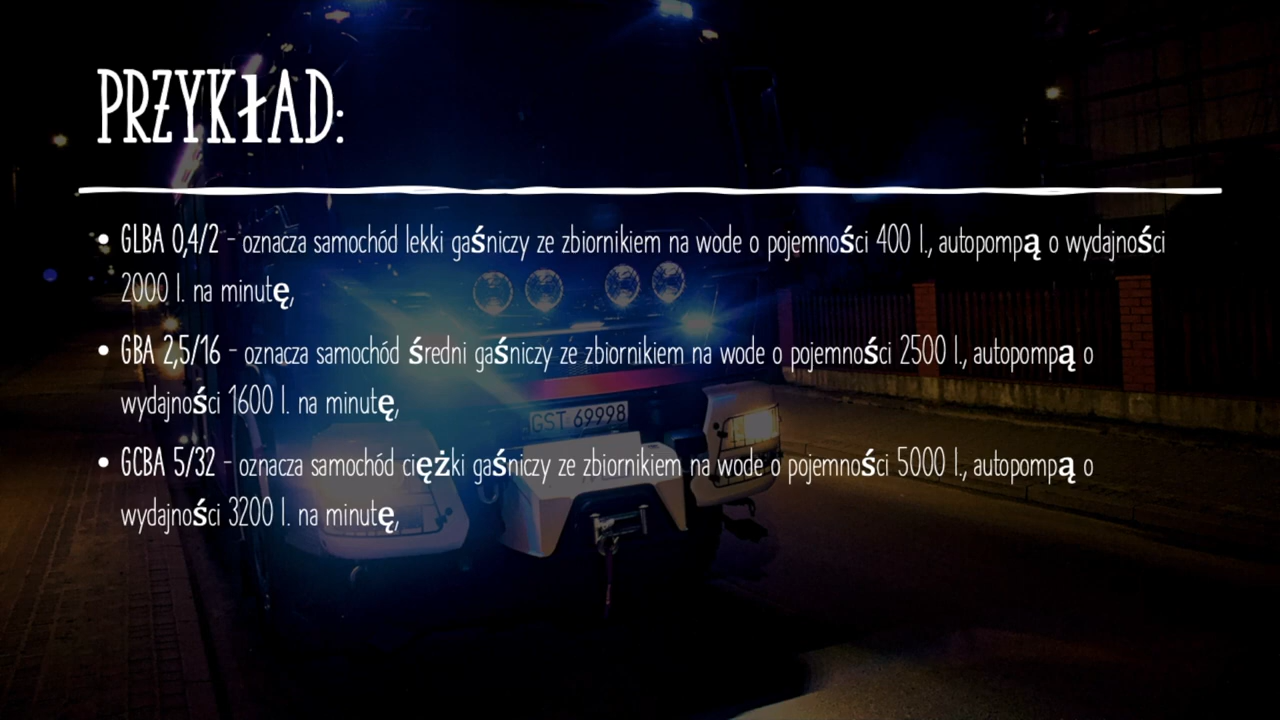 PRZYKŁAD:
• GLBA 0,4/2 - oznacza samochód lekki gaśniczy ze zbiornikiem na wode o pojemności 400 l., autopompą o wydajności
2000 l. na minutę,
• GBA 2,5/16 - oznacza samochód średni gaśniczy ze zbiornikiem na wode o pojemności 2500 l., autopompą o
wydajności 1600 l. na minutę,
GST 69998
• GCBA 5/32 - oznacza samochód ciężki gaśniczy ze zbiornikiem na wode o pojemności 5000 l., autopompą o
wydajności 3200 l. na minutę,